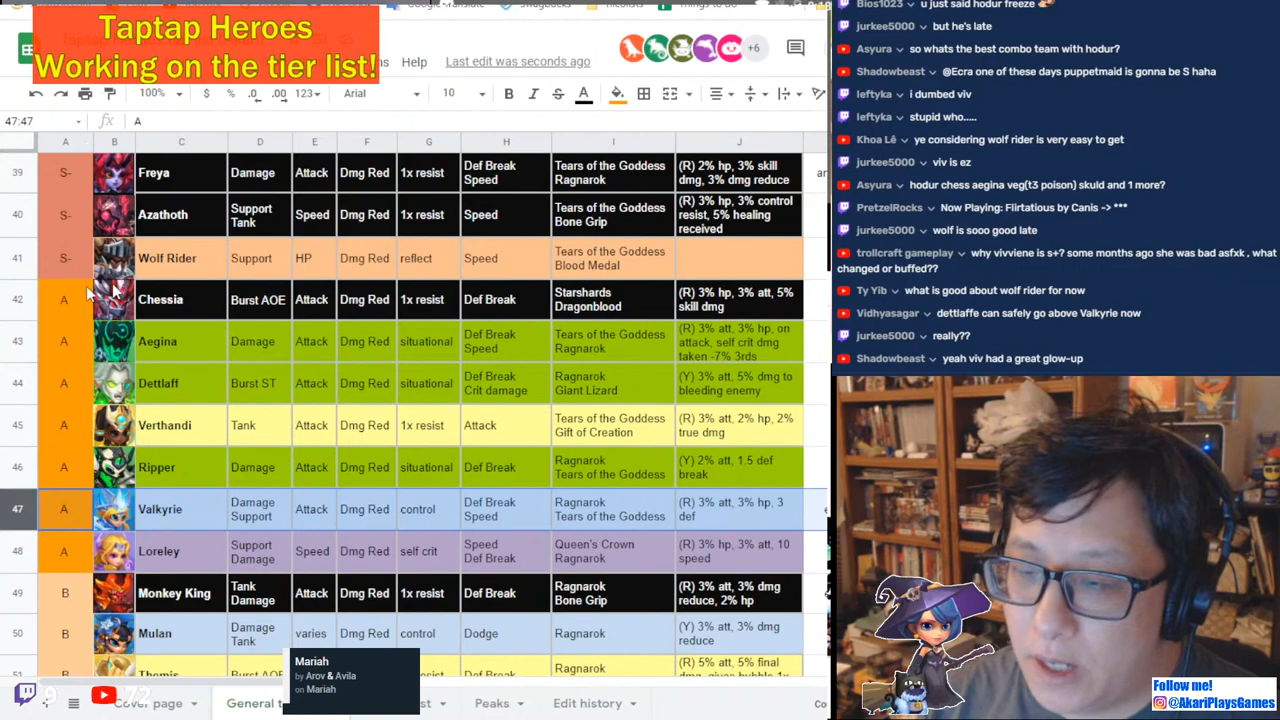 Taptap Heroes
Working on the tier list!
Help
Last edit was seconds ago
+6
100%
$
%
.0
.00
123
Arial
10
B
I
S
A
47:47
fx
A
A B C D E F G H I J
39 S- Freya Damage Attack Dmg Red 1x resist Def Break Speed Tears of the Goddess Ragnarok (R) 2% hp, 3% skill dmg, 3% dmg reduce
40 S- Azathoth Support Tank Speed Dmg Red 1x resist Speed Tears of the Goddess Bone Grip (R) 3% hp, 3% control resist, 5% healing received
41 S- Wolf Rider Support HP Dmg Red reflect Speed Tears of the Goddess Blood Medal
42 A Chessia Burst AOE Attack Dmg Red 1x resist Def Break Starshards Dragonblood (R) 3% hp, 3% att, 5% skill dmg
43 A Aegina Damage Attack Dmg Red situational Def Break Speed Tears of the Goddess Ragnarok (R) 3% att, 3% hp, on attack, self crit dmg taken -7% 3rds
44 A Dettlaff Burst ST Attack Dmg Red situational Def Break Crit damage Ragnarok Giant Lizard (Y) 3% att, 5% dmg to bleeding enemy
45 A Verthandi Tank Attack Dmg Red 1x resist Attack Tears of the Goddess Gift of Creation (R) 3% att, 2% hp, 2% true dmg
46 A Ripper Damage Attack Dmg Red situational Def Break Ragnarok Tears of the Goddess (Y) 2% att, 1.5 def break
47 A Valkyrie Damage Support Attack Dmg Red control Def Break Speed Ragnarok Tears of the Goddess (R) 3% att, 3% hp, 3 def
48 A Loreley Support Damage Speed Dmg Red self crit Speed Def Break Queen's Crown Ragnarok (R) 3% hp, 3% att, 10 speed
49 B Monkey King Tank Damage Attack Dmg Red 1x resist Def Break Ragnarok Bone Grip (R) 3% att, 3% dmg reduce, 2% hp
50 B Mulan Damage Tank varies Dmg Red control Dodge Ragnarok (Y) 3% att, 3% dmg reduce
51 B Themis Burst AOE Ragnarok (R) 5% att, 5% final
Mariah
by Arov & Avila
on Mariah
9
72
Cover page
General t
Peaks
Edit history
Bios1023 u just said hodur freeze
jurkee5000 but he's late
Asyura so whats the best combo team with hodur?
Shadowbeast @Ecra one of these days puppetmaid is gonna be S haha
leftyka i dumbed viv
leftyka stupid who.....
Khoa Lê ye considering wolf rider is very easy to get
jurkee5000 viv is ez
Asyura hodur chess aegina veg(t3 poison) skuld and 1 more?
PretzelRocks Now Playing: Flirtatious by Canis -> ***
jurkee5000 wolf is sooo good late
trollcraft gameplay why vivviene is s+? some months ago she was bad asfxk , what
changed or buffed??
Ty Yib what is good about wolf rider for now
Vidhyasagar dettlaffe can safely go above Valkyrie now
jurkee5000 really??
Shadowbeast yeah viv had a great glow-up
Follow me!
@AkariPlaysGames